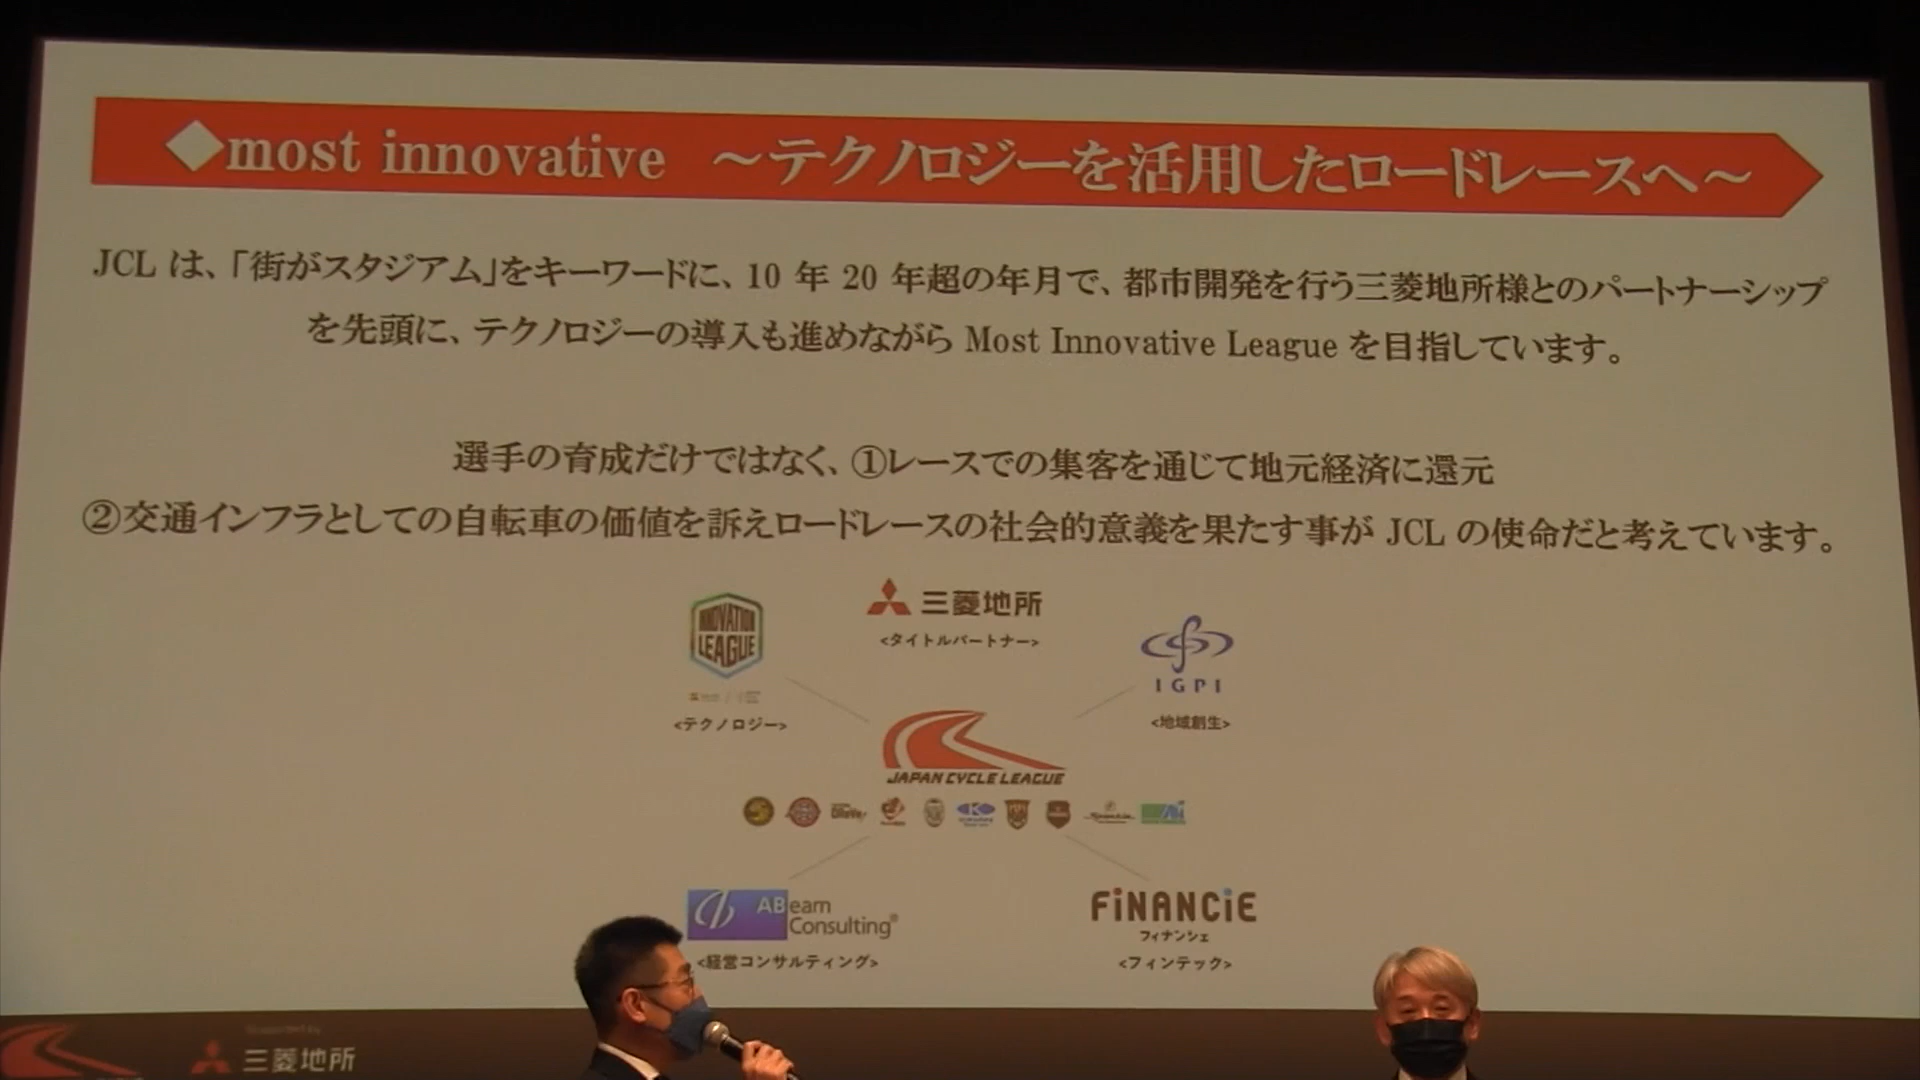 ◆most innovative ～テクノロジーを活用したロードレースへ～
JCL は、「街がスタジアム」をキーワードに、10 年 20 年超の年月で、都市開発を行う三菱地所様とのパートナーシップ
を先頭に、テクノロジーの導入も進めながら Most Innovative League を目指しています。
選手の育成だけではなく、①レースでの集客を通じて地元経済に還元
②交通インフラとしての自転車の価値を訴えロードレースの社会的意義を果たす事が JCL の使命だと考えています。
三菱地所
<タイトルパートナー>
INNOVATION
LEAGUE
<テクノロジー>
IGPI
<地域創生>
JAPAN CYCLE LEAGUE
ABeam
Consulting®
<経営コンサルティング>
FiNANCiE
フィナンシェ
<フィンテック>
Supported by
三菱地所